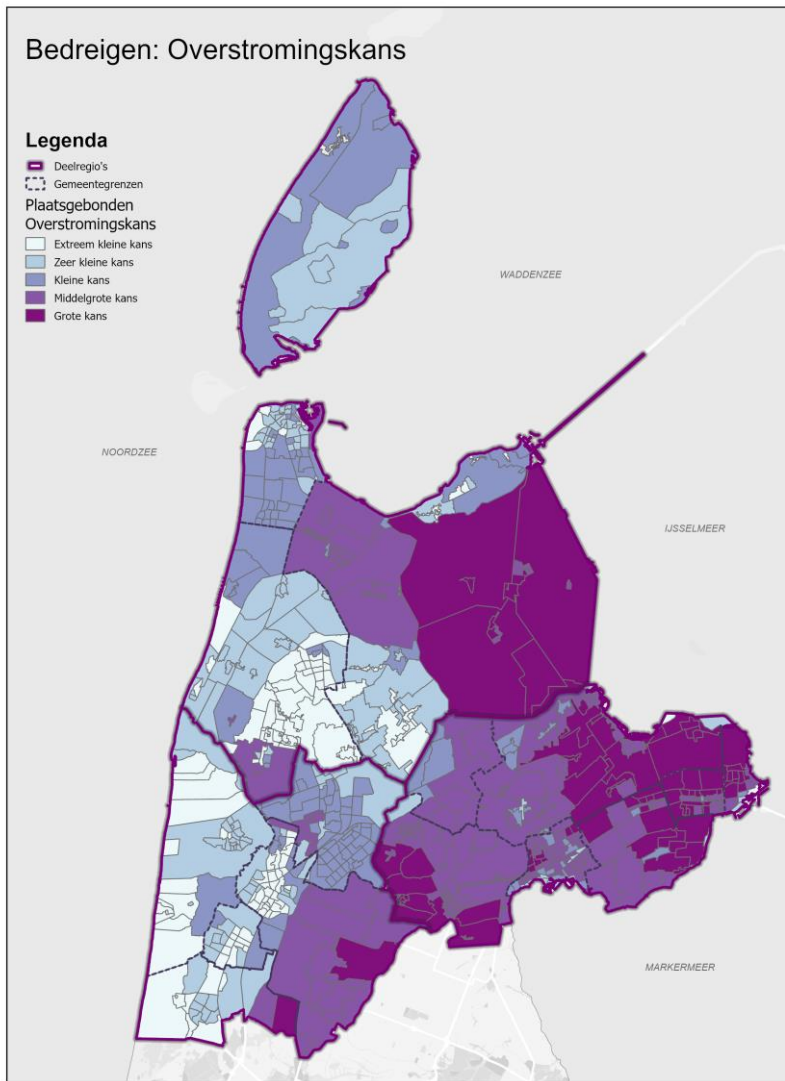 Bedreigen: Overstromingskans
Legenda
Deelregio's
Gemeentegrenzen
Plaatsgebonden
Overstromingskans
Extreem kleine kans
Zeer kleine kans
Kleine kans
Middelgrote kans
Grote kans
WADDENZEE
NOORDZEE
IJSSELMEER
MARKERMEER